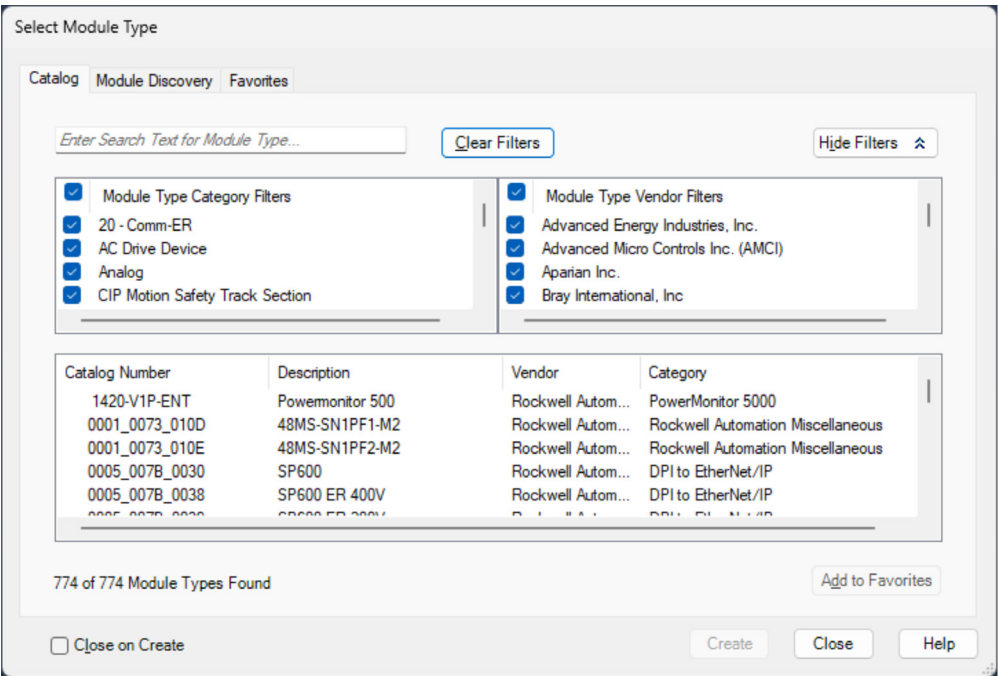 Select Module Type
Catalog Module Discovery Favorites
Enter Search Text for Module Type... Clear Filters Hide Filters
Module Type Category Filters
20 - Comm-ER
AC Drive Device
Analog
CIP Motion Safety Track Section
Module Type Vendor Filters
Advanced Energy Industries, Inc.
Advanced Micro Controls Inc. (AMCI)
Aparian Inc.
Bray International, Inc
Catalog Number Description Vendor Category
1420-V1P-ENT Powermonitor 500 Rockwell Autom... PowerMonitor 5000
0001_0073_010D 48MS-SN1PF1-M2 Rockwell Autom... Rockwell Automation Miscellaneous
0001_0073_010E 48MS-SN1PF2-M2 Rockwell Autom... Rockwell Automation Miscellaneous
0005_007B_0030 SP600 Rockwell Autom... DPI to EtherNet/IP
0005_007B_0038 SP600 ER 400V Rockwell Autom... DPI to EtherNet/IP
774 of 774 Module Types Found Add to Favorites
Close on Create Create Close Help